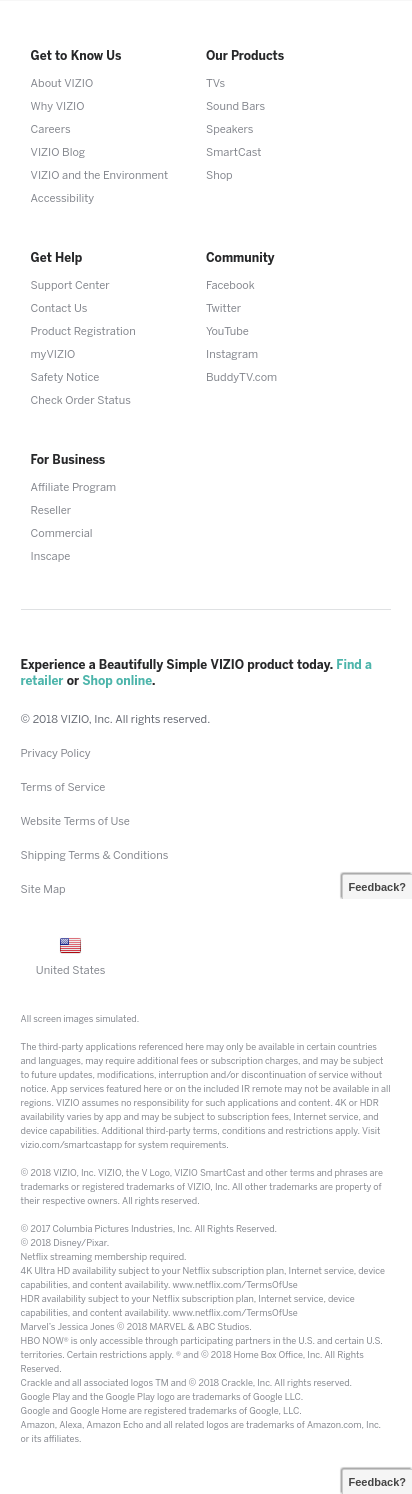 Get to Know Us
About VIZIO
Why VIZIO
Careers
VIZIO Blog
VIZIO and the Environment
Accessibility
Our Products
TVs
Sound Bars
Speakers
SmartCast
Shop
Get Help
Support Center
Contact Us
Product Registration
myVIZIO
Safety Notice
Check Order Status
Community
Facebook
Twitter
YouTube
Instagram
BuddyTV.com
For Business
Affiliate Program
Reseller
Commercial
Inscape
Experience a Beautifully Simple VIZIO product today. Find a
retailer or Shop online.
© 2018 VIZIO, Inc. All rights reserved.
Privacy Policy
Terms of Service
Website Terms of Use
Shipping Terms & Conditions
Site Map
Feedback?
United States
All screen images simulated.
The third-party applications referenced here may only be available in certain countries
and languages, may require additional fees or subscription charges, and may be subject
to future updates, modifications, interruption and/or discontinuation of service without
notice. App services featured here or on the included IR remote may not be available in all
regions. VIZIO assumes no responsibility for such applications and content. 4K or HDR
availability varies by app and may be subject to subscription fees, Internet service, and
device capabilities. Additional third-party terms, conditions and restrictions apply. Visit
vizio.com/smartcastapp for system requirements.
© 2018 VIZIO, Inc. VIZIO, the V Logo, VIZIO SmartCast and other terms and phrases are
trademarks or registered trademarks of VIZIO, Inc. All other trademarks are property of
their respective owners. All rights reserved.
© 2017 Columbia Pictures Industries, Inc. All Rights Reserved.
© 2018 Disney/Pixar.
Netflix streaming membership required.
4K Ultra HD availability subject to your Netflix subscription plan, Internet service, device
capabilities, and content availability. www.netflix.com/TermsOfUse
HDR availability subject to your Netflix subscription plan, Internet service, device
capabilities, and content availability. www.netflix.com/TermsOfUse
Marvel's Jessica Jones © 2018 MARVEL & ABC Studios.
HBO NOW® is only accessible through participating partners in the U.S. and certain U.S.
territories. Certain restrictions apply. ® and © 2018 Home Box Office, Inc. All Rights
Reserved.
Crackle and all associated logos TM and © 2018 Crackle, Inc. All rights reserved.
Google Play and the Google Play logo are trademarks of Google LLC.
Google and Google Home are registered trademarks of Google, LLC.
Amazon, Alexa, Amazon Echo and all related logos are trademarks of Amazon.com, Inc.
or its affiliates.
Feedback?